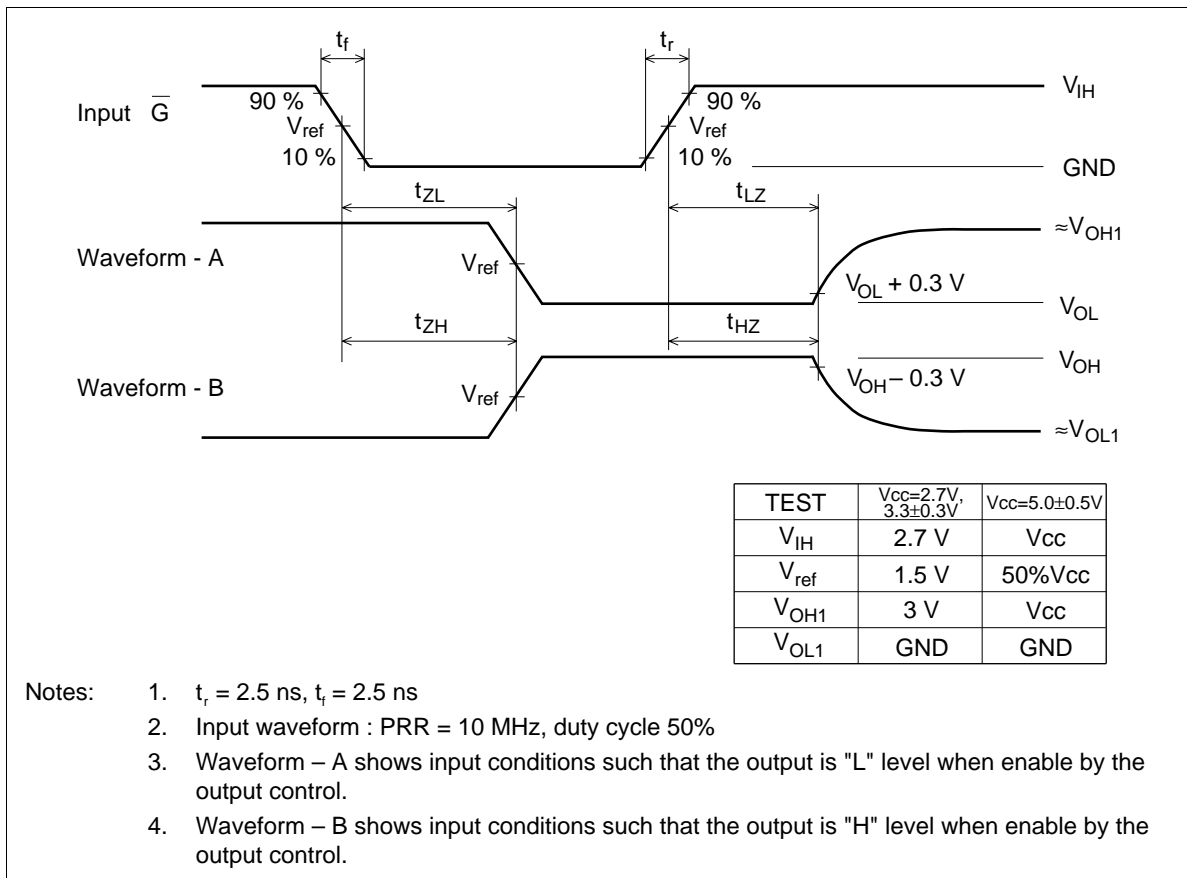 tf
tr
Input G
90 %
Vref
10 %
90 %
Vref
10 %
VIH
GND
tZL
tLZ
Waveform - A
Vref
VOL + 0.3 V
≈VOH1
VOL
tZH
tHZ
Waveform - B
Vref
VOH – 0.3 V
VOH
≈VOL1
TEST Vcc=2.7V, 3.3±0.3V Vcc=5.0±0.5V
VIH 2.7 V Vcc
Vref 1.5 V 50%Vcc
VOH1 3 V Vcc
VOL1 GND GND
Notes: 1. tr = 2.5 ns, tf = 2.5 ns
2. Input waveform : PRR = 10 MHz, duty cycle 50%
3. Waveform – A shows input conditions such that the output is "L" level when enable by the
output control.
4. Waveform – B shows input conditions such that the output is "H" level when enable by the
output control.